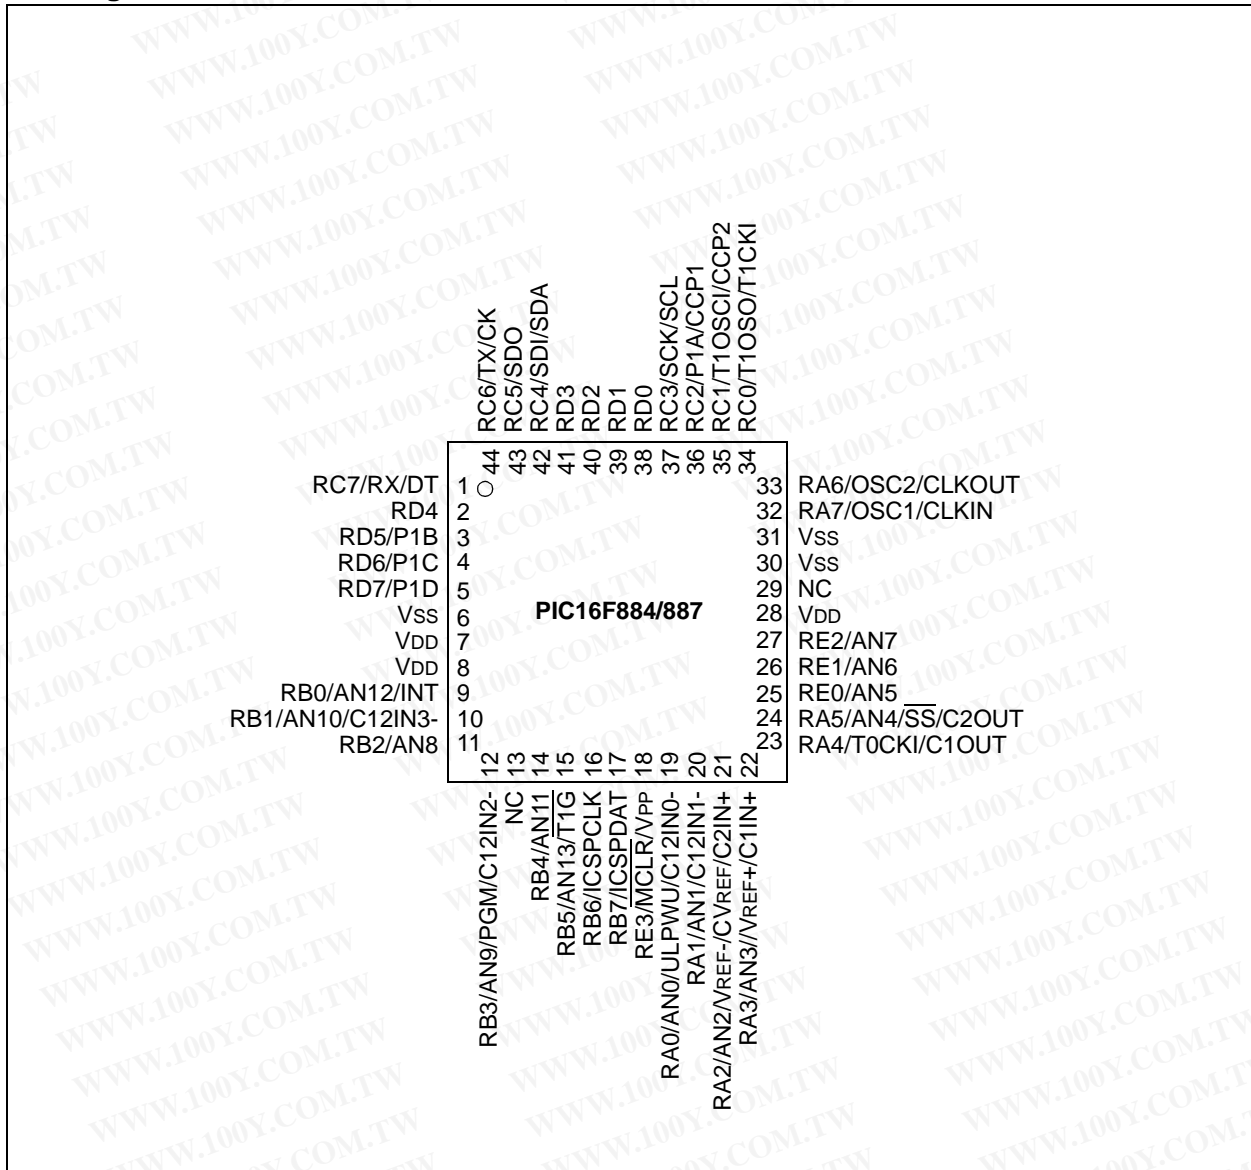 RC6/TX/CK
RC5/SDO
RC4/SDI/SDA
RD3
RD2
RD1
RD0
RC3/SCK/SCL
RC2/P1A/CCP1
RC1/T1OSCI/CCP2
RC0/T1OSO/T1CKI
44 43 42 41 40 39 38 37 36 35 34
RC7/RX/DT 1
RD4 2
RD5/P1B 3
RD6/P1C 4
RD7/P1D 5
VSS 6
VDD 7
VDD 8
RB0/AN12/INT 9
RB1/AN10/C12IN3- 10
RB2/AN8 11
PIC16F884/887
33 RA6/OSC2/CLKOUT
32 RA7/OSC1/CLKIN
31 VSS
30 VSS
29 NC
28 VDD
27 RE2/AN7
26 RE1/AN6
25 RE0/AN5
24 RA5/AN4/SS/C2OUT
23 RA4/T0CKI/C1OUT
12 13 14 15 16 17 18 19 20 21 22
RB3/AN9/PGM/C12IN2-
NC
RB4/AN11
RB5/AN13/T1G
RB6/ICSPCLK
RB7/ICSPDAT
RE3/MCLR/VPP
RA0/AN0/ULPWU/C12IN0-
RA1/AN1/C12IN1-
RA2/AN2/VREF-/CVREF/C2IN+
RA3/AN3//VREF+/C1IN+
WWW.100Y.COM.TW